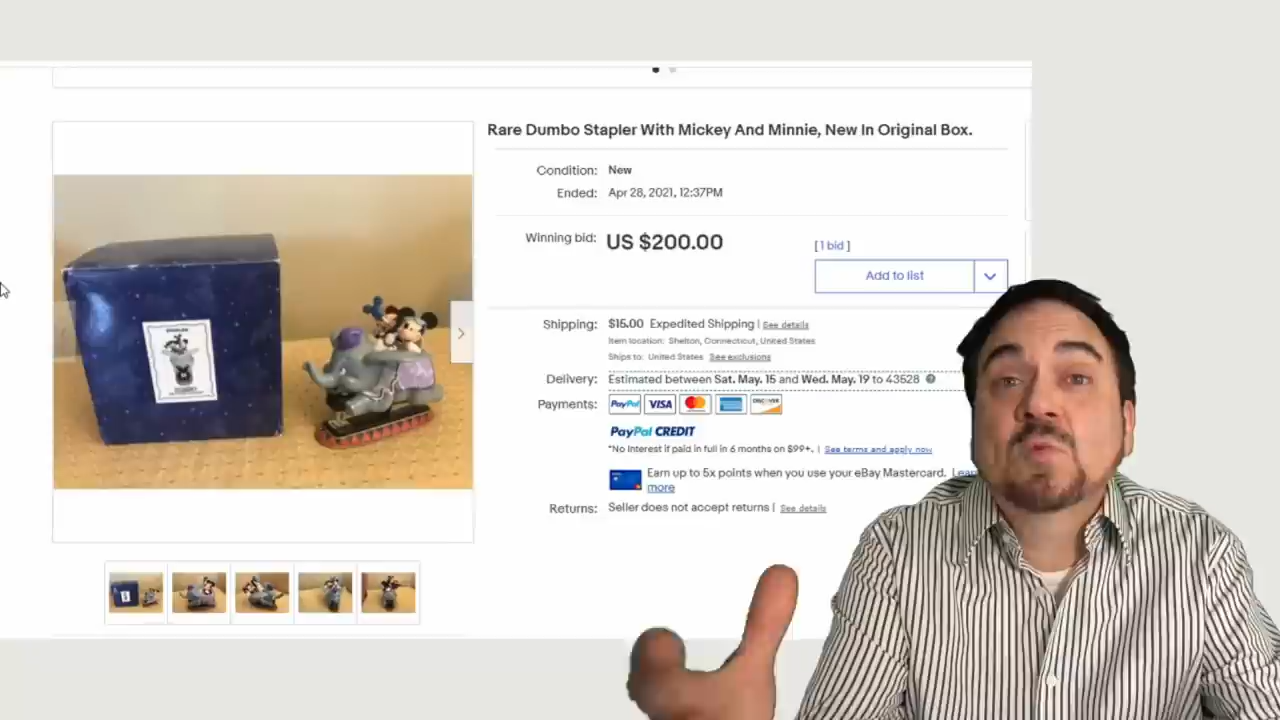 Rare Dumbo Stapler With Mickey And Minnie, New In Original Box.
Condition: New
Ended: Apr 28, 2021, 12:37PM
Winning bid: US $200.00 [ 1 bid ]
Add to list
Shipping: $15.00 Expedited Shipping | See details
Item location: Shelton, Connecticut, United States
Ships to: United States See exclusions
Delivery: Estimated between Sat. May. 15 and Wed. May. 19 to 43528
Payments: PayPal VISA DISCOVER
PayPal CREDIT
*No Interest if paid in full in 6 months on $99+. | See terms and apply now
Earn up to 5x points when you use your eBay Mastercard. Lean
more
Returns: Seller does not accept returns | See details